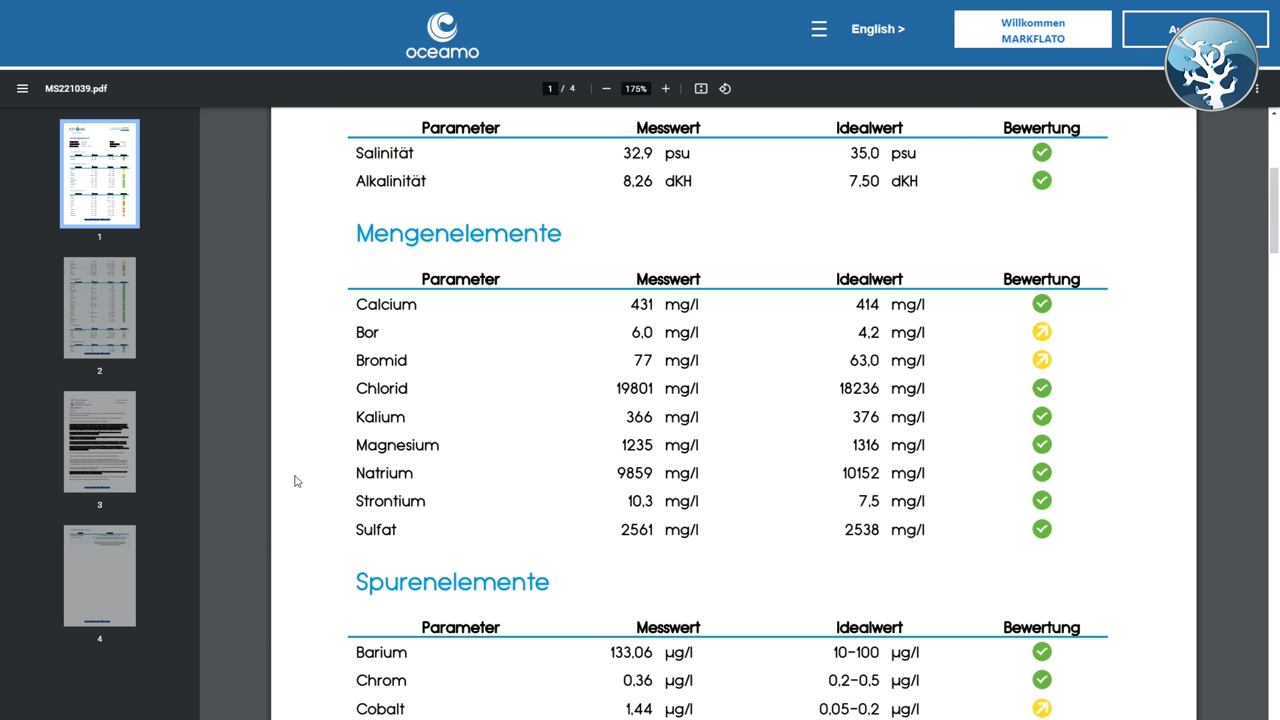 oceamo
English >
Willkommen
MARKFLATO
MS221039.pdf
1 / 4
175%
Parameter Messwert Idealwert Bewertung
Salinität 32,9 psu 35,0 psu
Alkalinität 8,26 dKH 7,50 dKH
Mengenelemente
Parameter Messwert Idealwert Bewertung
Calcium 431 mg/l 414 mg/l
Bor 6,0 mg/l 4,2 mg/l
Bromid 77 mg/l 63,0 mg/l
Chlorid 19801 mg/l 18236 mg/l
Kalium 366 mg/l 376 mg/l
Magnesium 1235 mg/l 1316 mg/l
Natrium 9859 mg/l 10152 mg/l
Strontium 10,3 mg/l 7,5 mg/l
Sulfat 2561 mg/l 2538 mg/l
Spurenelemente
Parameter Messwert Idealwert Bewertung
Barium 133,06 µg/l 10-100 µg/l
Chrom 0,36 µg/l 0,2-0,5 µg/l
Cobalt 1,44 µg/l 0,05-0,2 µg/l
1
2
3
4